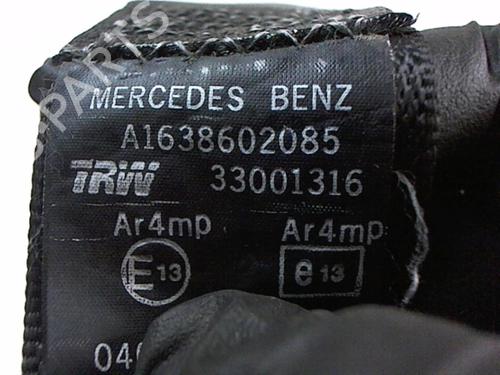 MERCEDES BENZ
A1638602085
TRW 33001316
Ar4mp Ar4mp
E13 e13